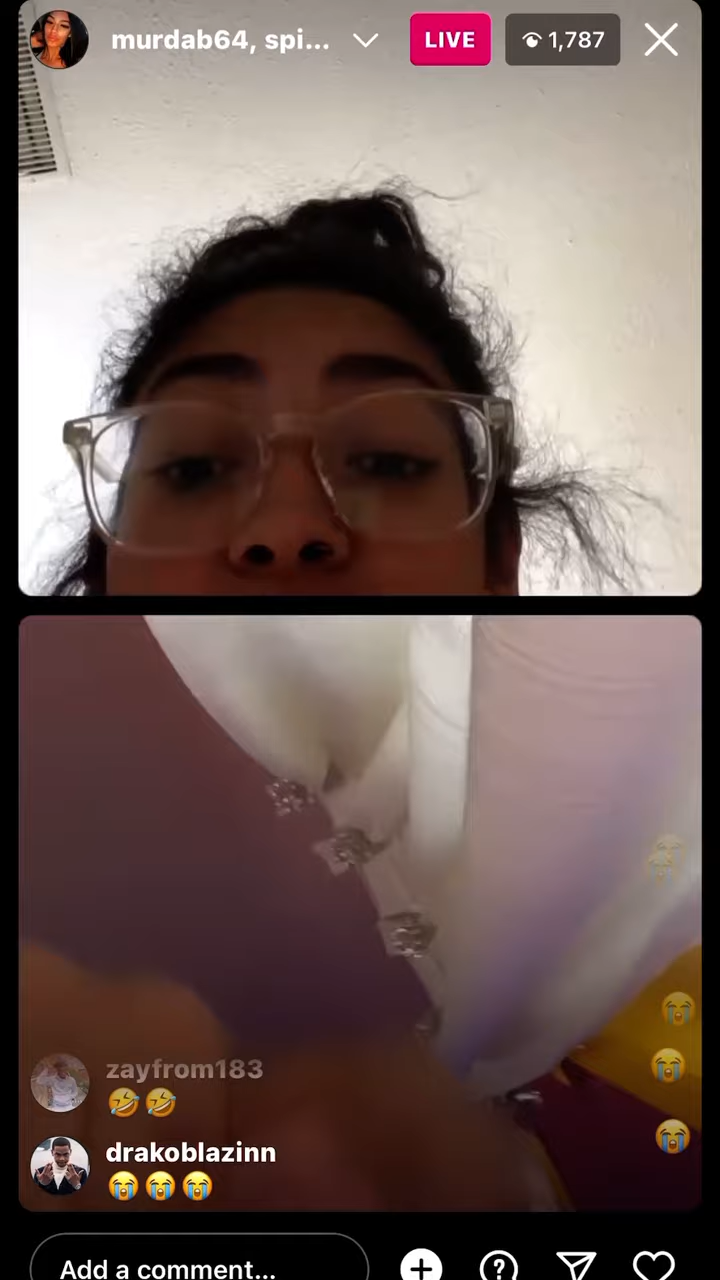 murdab64, spi... LIVE 1,787
zayfrom183
🤣🤣
drakoblazinn
😭😭😭
Add a comment...